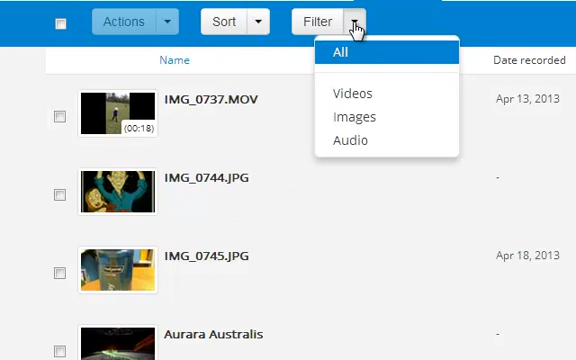 Actions Sort Filter
All
Name Date recorded
Videos
IMG_0737.MOV Apr 13, 2013
Images
(00:18)
Audio
IMG_0744.JPG -
IMG_0745.JPG Apr 18, 2013
Aurara Australis -